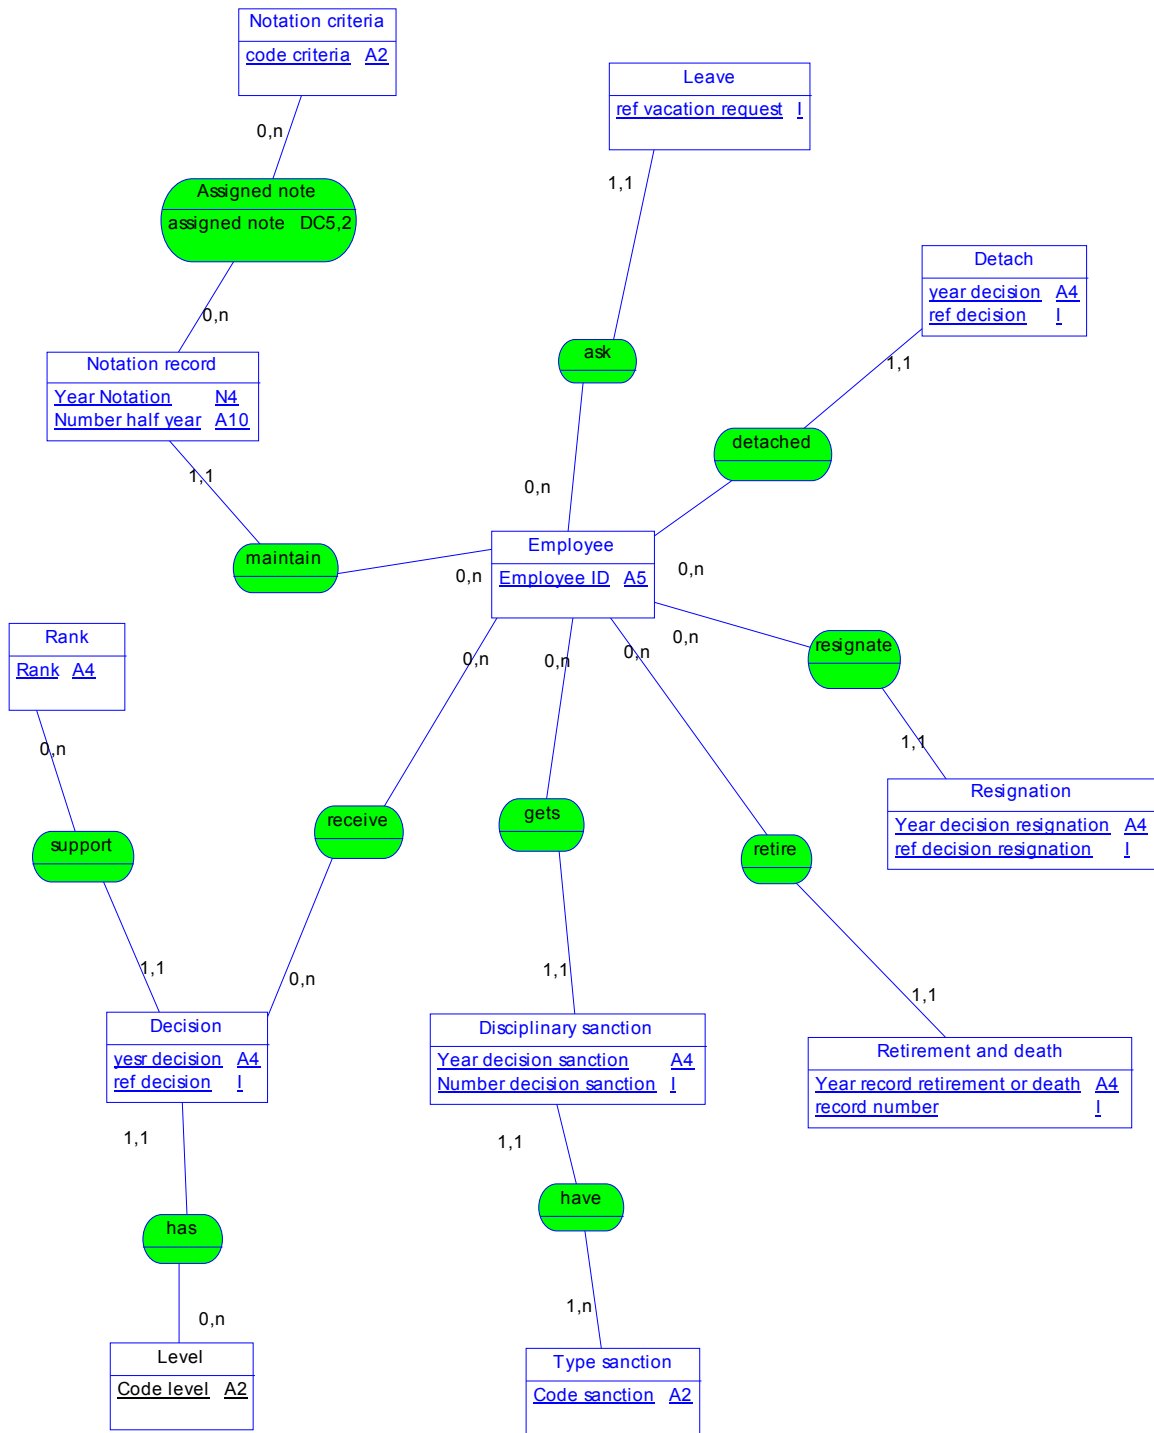 Notation criteria
code criteria A2
Leave
ref vacation request I
0,n
1,1
Assigned note
assigned note DC5,2
Detach
year decision A4
ref decision I
0,n
ask
1,1
Notation record
Year Notation N4
Number half year A10
detached
1,1
0,n
Employee
Employee ID A5
maintain
0,n
0,n
Rank
Rank A4
0,n
resignate
0,n
0,n
0,n
0,n
1,1
Resignation
Year decision resignation A4
ref decision resignation I
receive
gets
support
retire
1,1
0,n
1,1
1,1
Decision
yesr decision A4
ref decision I
Disciplinary sanction
Year decision sanction A4
Number decision sanction I
Retirement and death
Year record retirement or death A4
record number I
1,1
1,1
have
has
1,n
0,n
Level
Code level A2
Type sanction
Code sanction A2